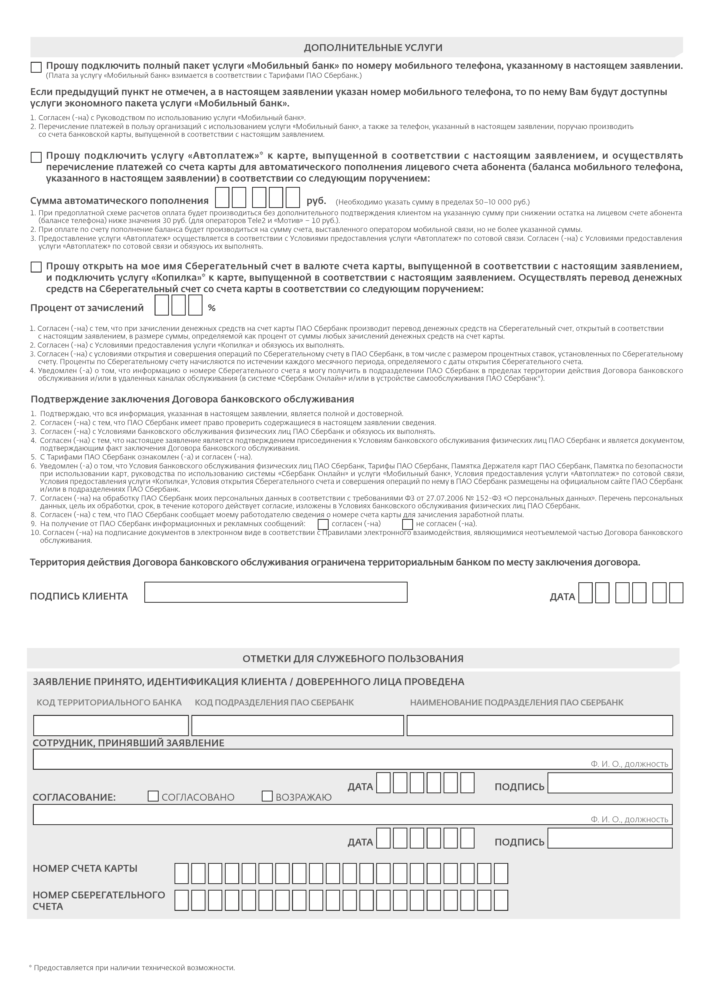 ДОПОЛНИТЕЛЬНЫЕ УСЛУГИ
Прошу подключить полный пакет услуги «Мобильный банк» по номеру мобильного телефона, указанному в настоящем заявлении.
(Плата за услугу «Мобильный банк» взимается в соответствии с Тарифами ПАО Сбербанк.)
Если предыдущий пункт не отмечен, а в настоящем заявлении указан номер мобильного телефона, то по нему Вам будут доступны
услуги экономного пакета услуги «Мобильный банк».
1. Согласен (-на) с Руководством по использованию услуги «Мобильный банк».
2. Перечисление платежей в пользу организаций с использованием услуги «Мобильный банк», а также за телефон, указанный в настоящем заявлении, поручаю производить
со счета банковской карты, выпущенной в соответствии с настоящим заявлением.
Прошу подключить услугу «Автоплатеж»* к карте, выпущенной в соответствии с настоящим заявлением, и осуществлять
перечисление платежей со счета карты для автоматического пополнения лицевого счета абонента (баланса мобильного телефона,
указанного в настоящем заявлении) в соответствии со следующим поручением:
Сумма автоматического пополнения руб. (Необходимо указать сумму в пределах 50–10 000 руб.)
1. При предоплатной схеме расчетов оплата будет производиться без дополнительного подтверждения клиентом на указанную сумму при снижении остатка на лицевом счете абонента
(балансе телефона) ниже значения 30 руб. (для операторов Tele2 и «Мотив» – 10 руб.).
2. При оплате по счету пополнение баланса будет производиться на сумму счета, выставленного оператором мобильной связи, но не более указанной суммы.
3. Предоставление услуги «Автоплатеж» осуществляется в соответствии с Условиями предоставления услуги «Автоплатеж» по сотовой связи. Согласен (-на) с Условиями предоставления
услуги «Автоплатеж» по сотовой связи и обязуюсь их выполнять.
Прошу открыть на мое имя Сберегательный счет в валюте счета карты, выпущенной в соответствии с настоящим заявлением,
и подключить услугу «Копилка»* к карте, выпущенной в соответствии с настоящим заявлением. Осуществлять перевод денежных
средств на Сберегательный счет со счета карты в соответствии со следующим поручением:
Процент от зачислений %
1. Согласен (-на) с тем, что при зачислении денежных средств на счет карты ПАО Сбербанк производит перевод денежных средств на Сберегательный счет, открытый в соответствии
с настоящим заявлением, в размере суммы, определяемой как процент от суммы любых зачислений денежных средств на счет карты.
2. Согласен (-на) с Условиями предоставления услуги «Копилка» и обязуюсь их выполнять.
3. Согласен (-на) с условиями открытия и совершения операций по Сберегательному счету в ПАО Сбербанк, в том числе с размером процентных ставок, установленных по Сберегательному
счету. Проценты по Сберегательному счету начисляются по истечении каждого месячного периода, определяемого с даты открытия Сберегательного счета.
4. Уведомлен (-а) о том, что информацию о номере Сберегательного счета я могу получить в подразделении ПАО Сбербанк в пределах территории действия Договора банковского
обслуживания и/или в удаленных каналах обслуживания (в системе «Сбербанк Онлайн» и/или в устройстве самообслуживания ПАО Сбербанк*).
Подтверждение заключения Договора банковского обслуживания
1. Подтверждаю, что вся информация, указанная в настоящем заявлении, является полной и достоверной.
2. Согласен (-на) с тем, что ПАО Сбербанк имеет право проверить содержащиеся в настоящем заявлении сведения.
3. Согласен (-на) с Условиями банковского обслуживания физических лиц ПАО Сбербанк и обязуюсь их выполнять.
4. Согласен (-на) с тем, что настоящее заявление является подтверждением присоединения к Условиям банковского обслуживания физических лиц ПАО Сбербанк и является документом,
подтверждающим факт заключения Договора банковского обслуживания.
5. С Тарифами ПАО Сбербанк ознакомлен (-а) и согласен (-на).
6. Уведомлен (-а) о том, что Условия банковского обслуживания физических лиц ПАО Сбербанк, Тарифы ПАО Сбербанк, Памятка Держателя карт ПАО Сбербанк, Памятка по безопасности
при использовании карт, руководства по использованию системы «Сбербанк Онлайн» и услуги «Мобильный банк», Условия предоставления услуги «Автоплатеж» по сотовой связи,
Условия предоставления услуги «Копилка», Условия открытия Сберегательного счета и совершения операций по нему в ПАО Сбербанк размещены на официальном сайте ПАО Сбербанк
и/или в подразделениях ПАО Сбербанк.
7. Согласен (-на) на обработку ПАО Сбербанк моих персональных данных в соответствии с требованиями ФЗ от 27.07.2006 № 152-ФЗ «О персональных данных». Перечень персональных
данных, цель их обработки, срок, в течение которого действует согласие, изложены в Условиях банковского обслуживания физических лиц ПАО Сбербанк.
8. Согласен (-на) с тем, что ПАО Сбербанк сообщает моему работодателю сведения о номере счета карты для зачисления заработной платы.
9. На получение от ПАО Сбербанк информационных и рекламных сообщений: согласен (-на) не согласен (-на).
10. Согласен (-на) на подписание документов в электронном виде в соответствии с Правилами электронного взаимодействия, являющимися неотъемлемой частью Договора банковского
обслуживания.
Территория действия Договора банковского обслуживания ограничена территориальным банком по месту заключения договора.
ПОДПИСЬ КЛИЕНТА ДАТА
ОТМЕТКИ ДЛЯ СЛУЖЕБНОГО ПОЛЬЗОВАНИЯ
ЗАЯВЛЕНИЕ ПРИНЯТО, ИДЕНТИФИКАЦИЯ КЛИЕНТА / ДОВЕРЕННОГО ЛИЦА ПРОВЕДЕНА
КОД ТЕРРИТОРИАЛЬНОГО БАНКА КОД ПОДРАЗДЕЛЕНИЯ ПАО СБЕРБАНК НАИМЕНОВАНИЕ ПОДРАЗДЕЛЕНИЯ ПАО СБЕРБАНК
СОТРУДНИК, ПРИНЯВШИЙ ЗАЯВЛЕНИЕ
Ф. И. О., должность
ДАТА ПОДПИСЬ
СОГЛАСОВАНИЕ: СОГЛАСОВАНО ВОЗРАЖАЮ
Ф. И. О., должность
ДАТА ПОДПИСЬ
НОМЕР СЧЕТА КАРТЫ
НОМЕР СБЕРЕГАТЕЛЬНОГО
СЧЕТА
* Предоставляется при наличии технической возможности.